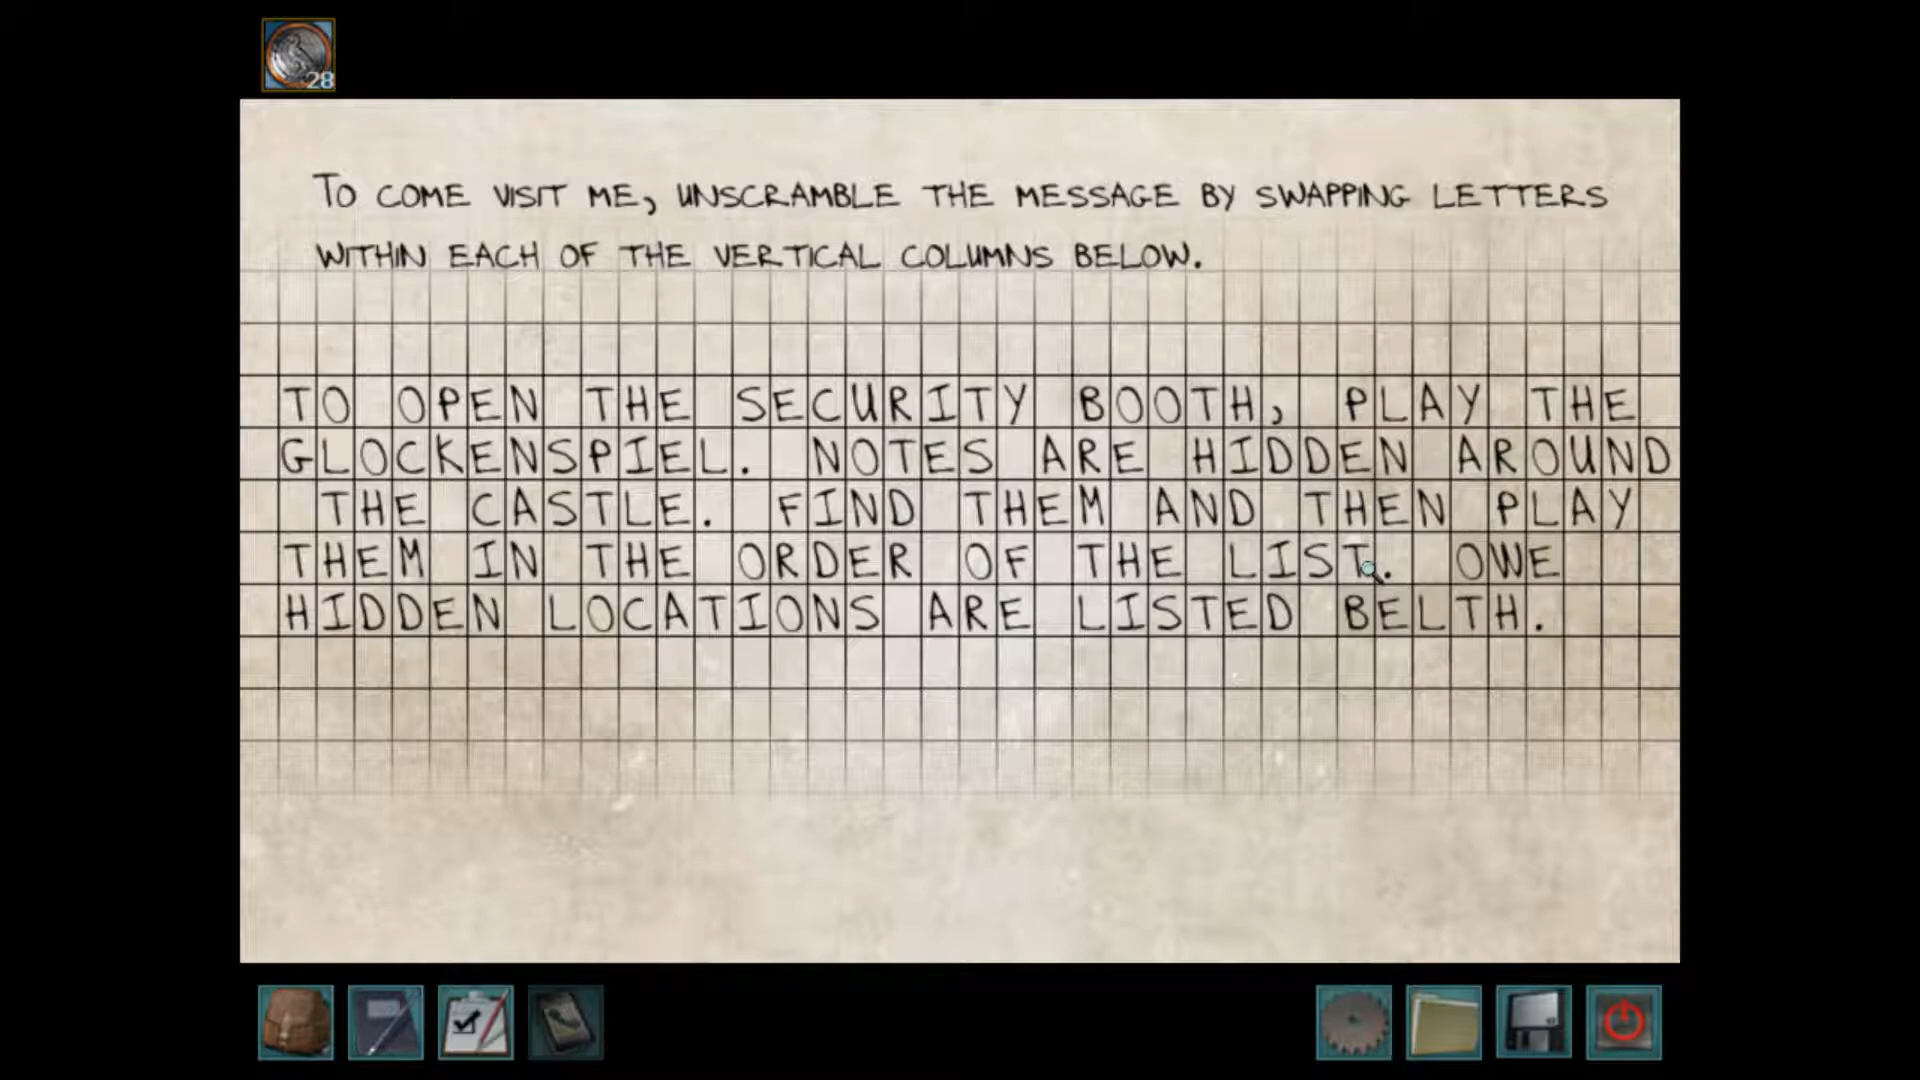 28
TO COME VISIT ME, UNSCRAMBLE THE MESSAGE BY SWAPPING LETTERS
WITHIN EACH OF THE VERTICAL COLUMNS BELOW.
TO OPEN THE SECURITY BOOTH, PLAY THE
GLOCKENSPIEL. NOTES ARE HIDDEN AROUND
THE CASTLE. FIND THEM AND THEN PLAY
THEM IN THE ORDER OF THE LIST. OWE
HIDDEN LOCATIONS ARE LISTED BELTH.